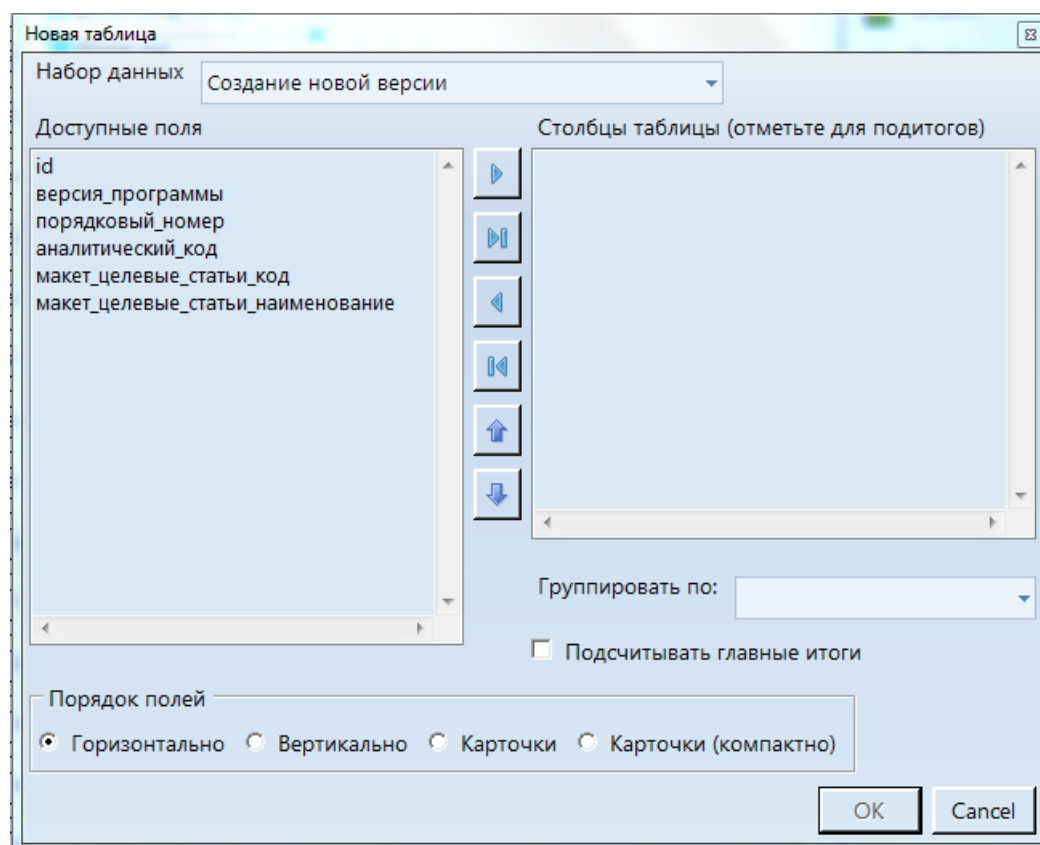 Новая таблица
Набор данных
Создание новой версии
Доступные поля
Столбцы таблицы (отметьте для подитогов)
id
версия_программы
порядковый_номер
аналитический_код
макет_целевые_статьи_код
макет_целевые_статьи_наименование
Группировать по:
Подсчитывать главные итоги
Порядок полей
Горизонтально Вертикально Карточки Карточки (компактно)
OK Cancel